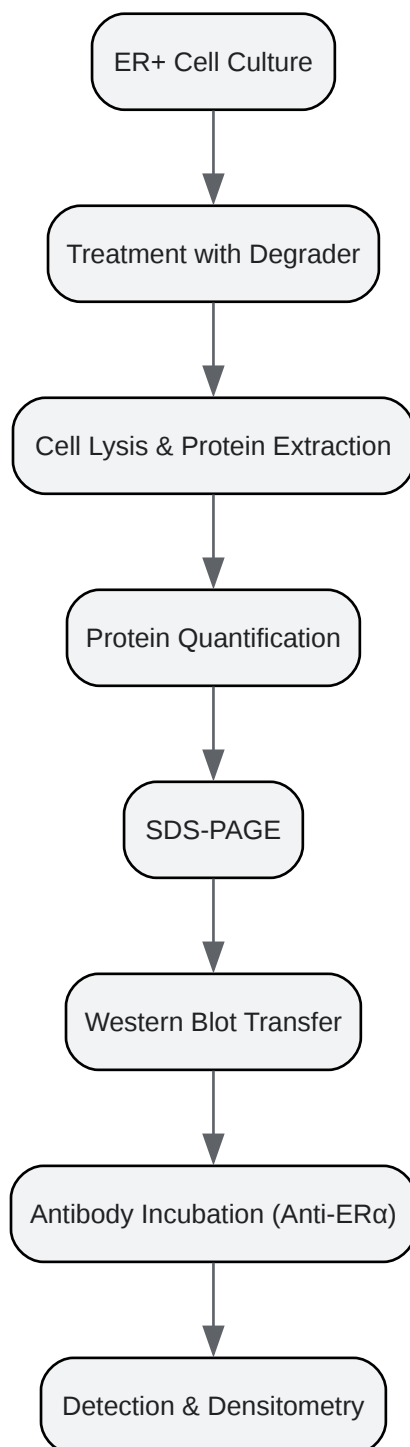 ER+ Cell Culture
Treatment with Degrader
Cell Lysis & Protein Extraction
Protein Quantification
SDS-PAGE
Western Blot Transfer
Antibody Incubation (Anti-ERα)
Detection & Densitometry